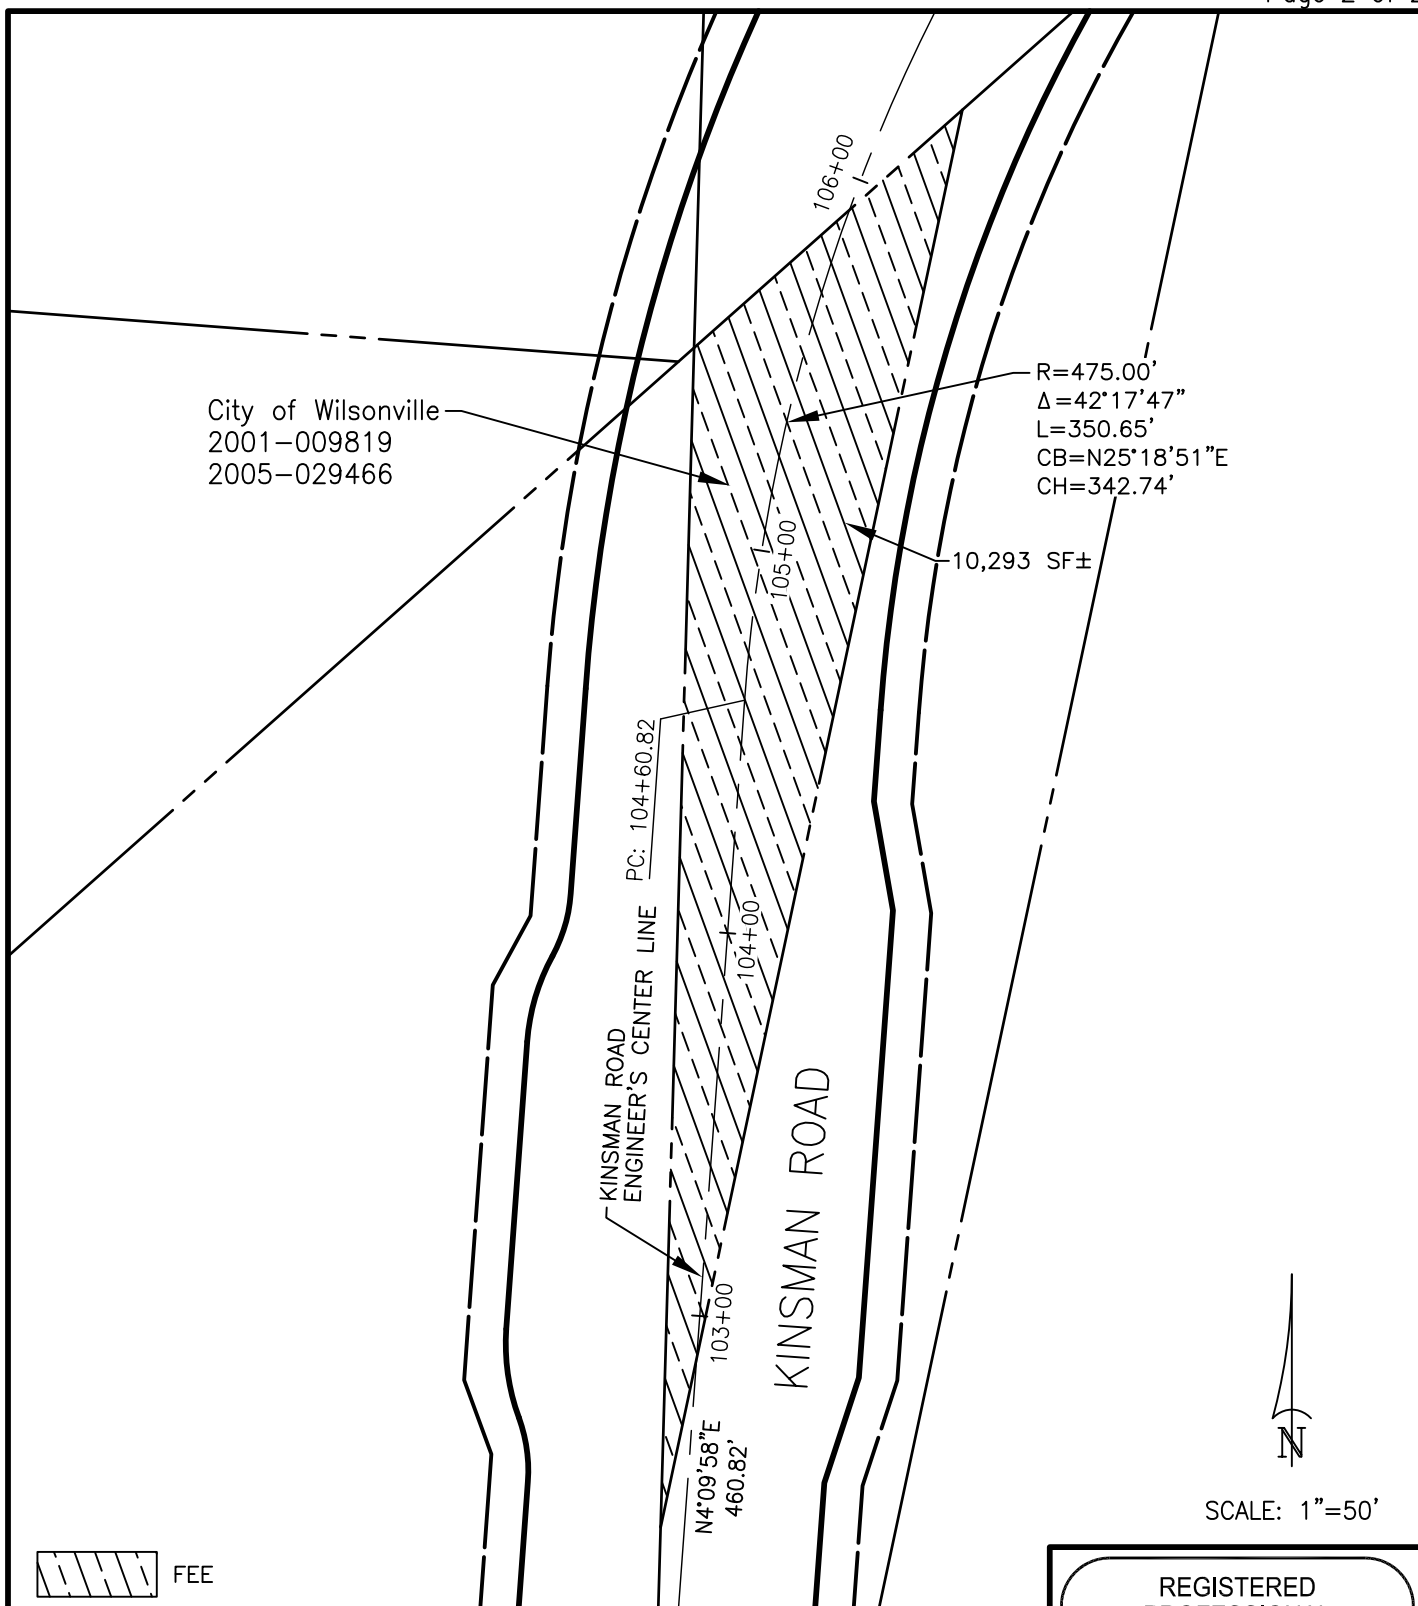 106+00
R=475.00'
Δ=42°17'47"
L=350.65'
CB=N25°18'51"E
CH=342.74'
City of Wilsonville
2001-009819
2005-029466
105+00
10,293 SF±
PC: 104+60.82
104+00
KINSMAN ROAD
ENGINEER'S CENTER LINE
KINSMAN ROAD
103+00
N4°09'58"E
460.82'
N
SCALE: 1"=50'
FEE
REGISTERED